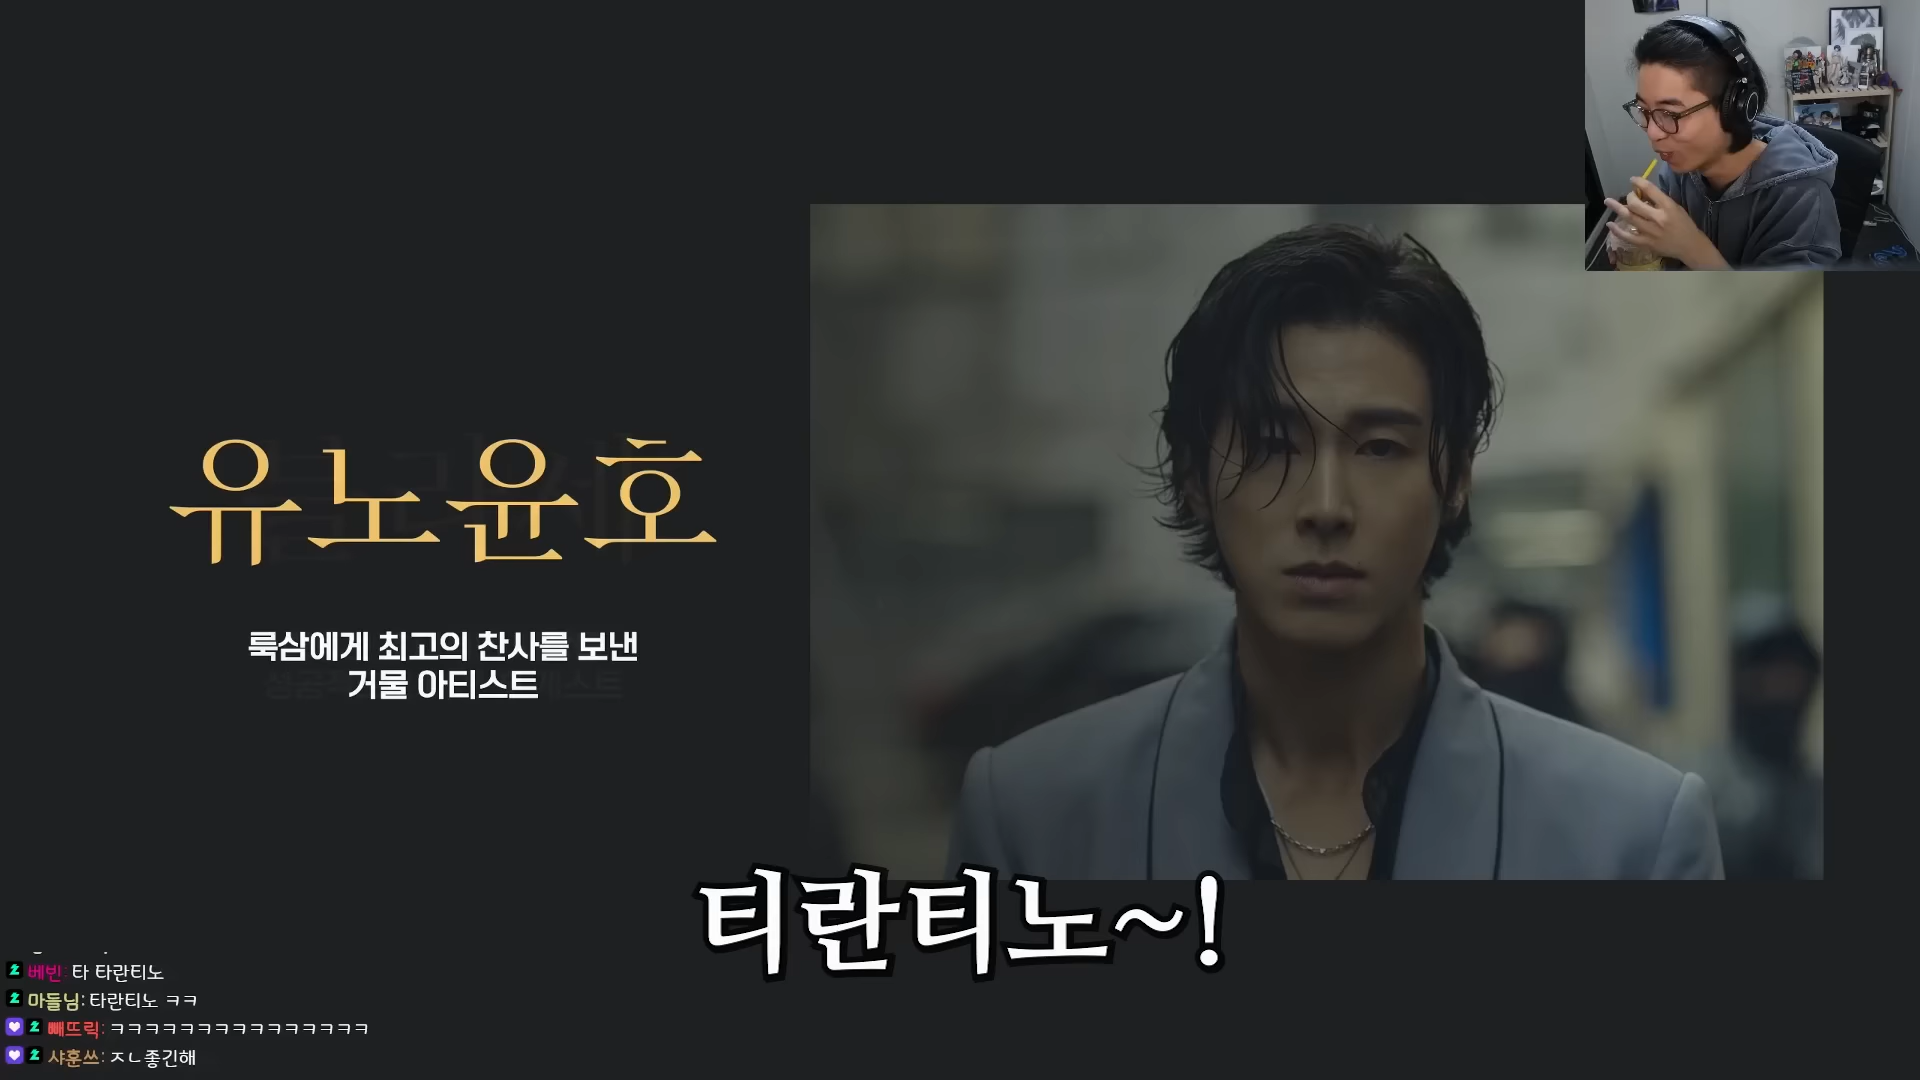 유노윤호
룩삼에게 최고의 찬사를 보낸
거물 아티스트
티란티노~!
베빈: 타 타란티노
마들님: 타란티노 ㅋㅋ
빼뜨릭: ㅋㅋㅋㅋㅋㅋㅋㅋㅋㅋㅋㅋㅋㅋㅋ
샤훈쓰: ㅈㄴ좋긴해